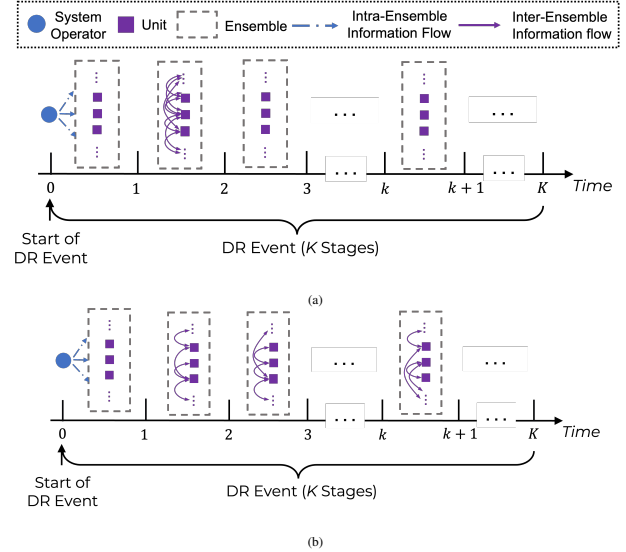 System Operator
Unit
Ensemble
Intra-Ensemble Information Flow
Inter-Ensemble Information flow
...
0
1
2
3
...
k
k + 1
...
K
Time
Start of
DR Event
DR Event (K Stages)
(a)
...
0
1
2
3
...
k
k + 1
...
K
Time
Start of
DR Event
DR Event (K Stages)
(b)